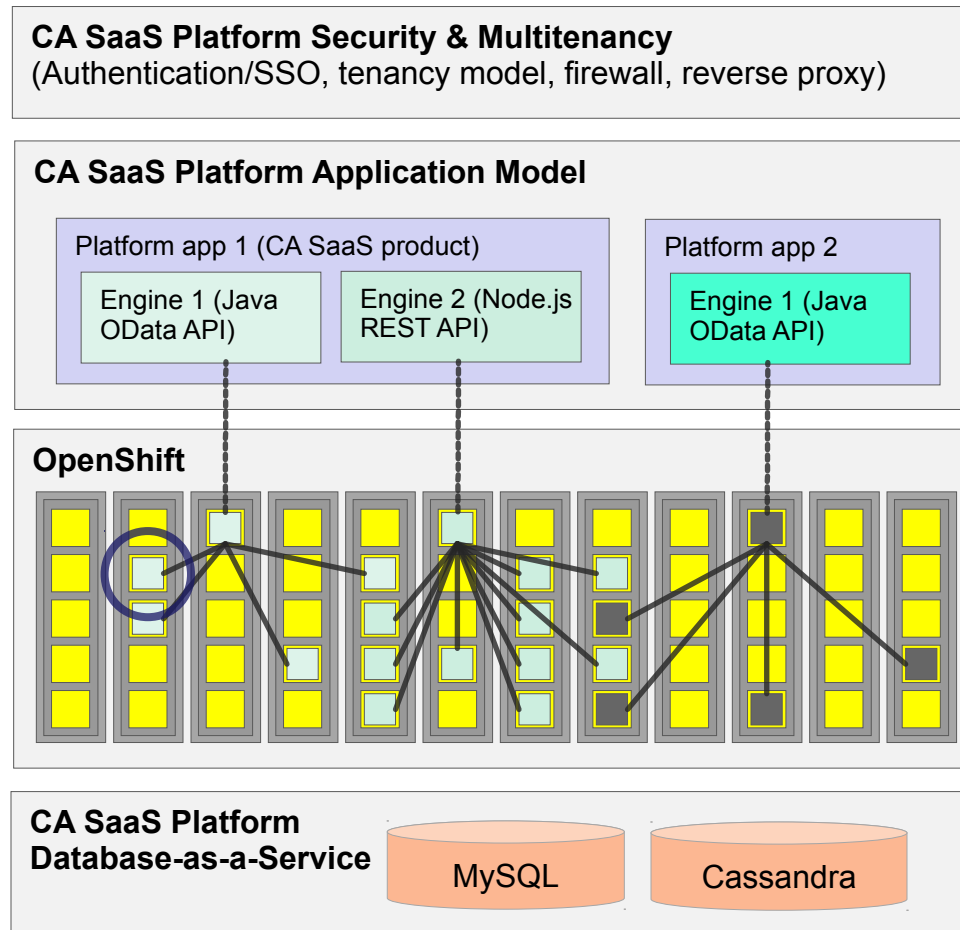 CA SaaS Platform Security & Multitenancy
(Authentication/SSO, tenancy model, firewall, reverse proxy)
CA SaaS Platform Application Model
Platform app 1 (CA SaaS product)
Engine 1 (Java
OData API)
Engine 2 (Node.js
REST API)
Platform app 2
Engine 1 (Java
OData API)
OpenShift
CA SaaS Platform
Database-as-a-Service
MySQL
Cassandra